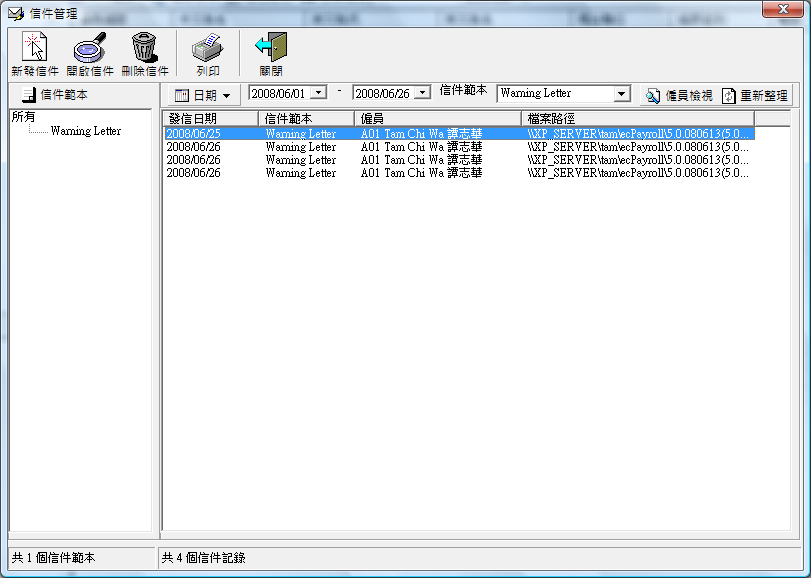 信件管理
新發信件 開啟信件 刪除信件 列印 關閉
信件範本 日期 2008/06/01 - 2008/06/26 信件範本 Warning Letter 僱員檢視 重新整理
所有
Warning Letter
發信日期 信件範本 僱員 檔案路徑
2008/06/25 Warning Letter A01 Tam Chi Wa 譚志華 \\XP_SERVER\tam\ecPayroll\5.0.080613(5.0...
2008/06/26 Warning Letter A01 Tam Chi Wa 譚志華 \\XP_SERVER\tam\ecPayroll\5.0.080613(5.0...
2008/06/26 Warning Letter A01 Tam Chi Wa 譚志華 \\XP_SERVER\tam\ecPayroll\5.0.080613(5.0...
2008/06/26 Warning Letter A01 Tam Chi Wa 譚志華 \\XP_SERVER\tam\ecPayroll\5.0.080613(5.0...
共 1 個信件範本 共 4 個信件記錄